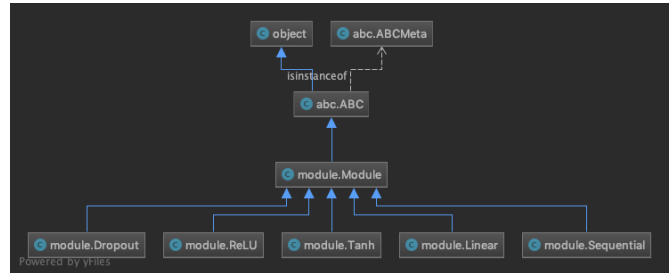 object
abc.ABCMeta
isinstanceof
abc.ABC
module.Module
module.Dropout
module.ReLU
module.Tanh
module.Linear
module.Sequential
Powered by yFiles